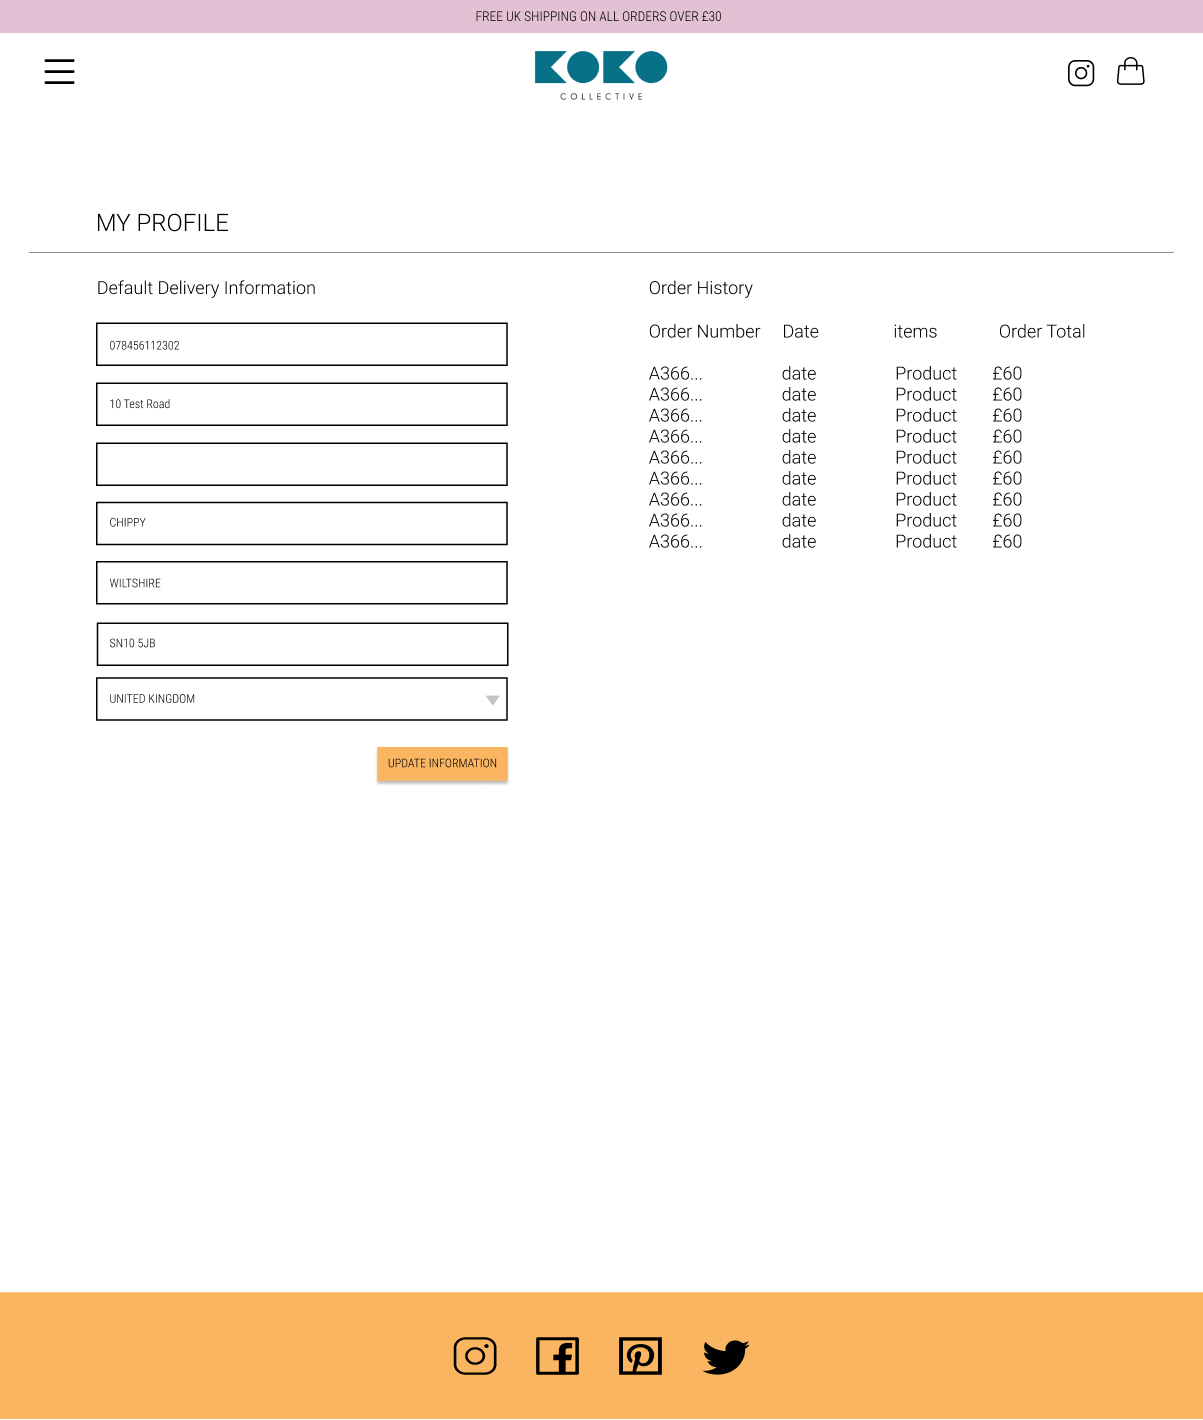 FREE UK SHIPPING ON ALL ORDERS OVER £30
KOKO
COLLECTIVE
MY PROFILE
Default Delivery Information
078456112302
10 Test Road
CHIPPY
WILTSHIRE
SN10 5JB
UNITED KINGDOM
UPDATE INFORMATION
Order History
Order Number Date items Order Total
A366... date Product £60
A366... date Product £60
A366... date Product £60
A366... date Product £60
A366... date Product £60
A366... date Product £60
A366... date Product £60
A366... date Product £60
A366... date Product £60